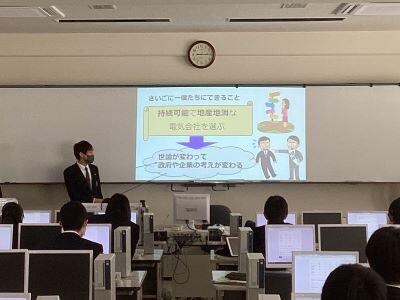 さいごに一僕たちにできること
持続可能で地産地消な
電気会社を選ぶ
世論が変わって
政府や企業の考えが変わる